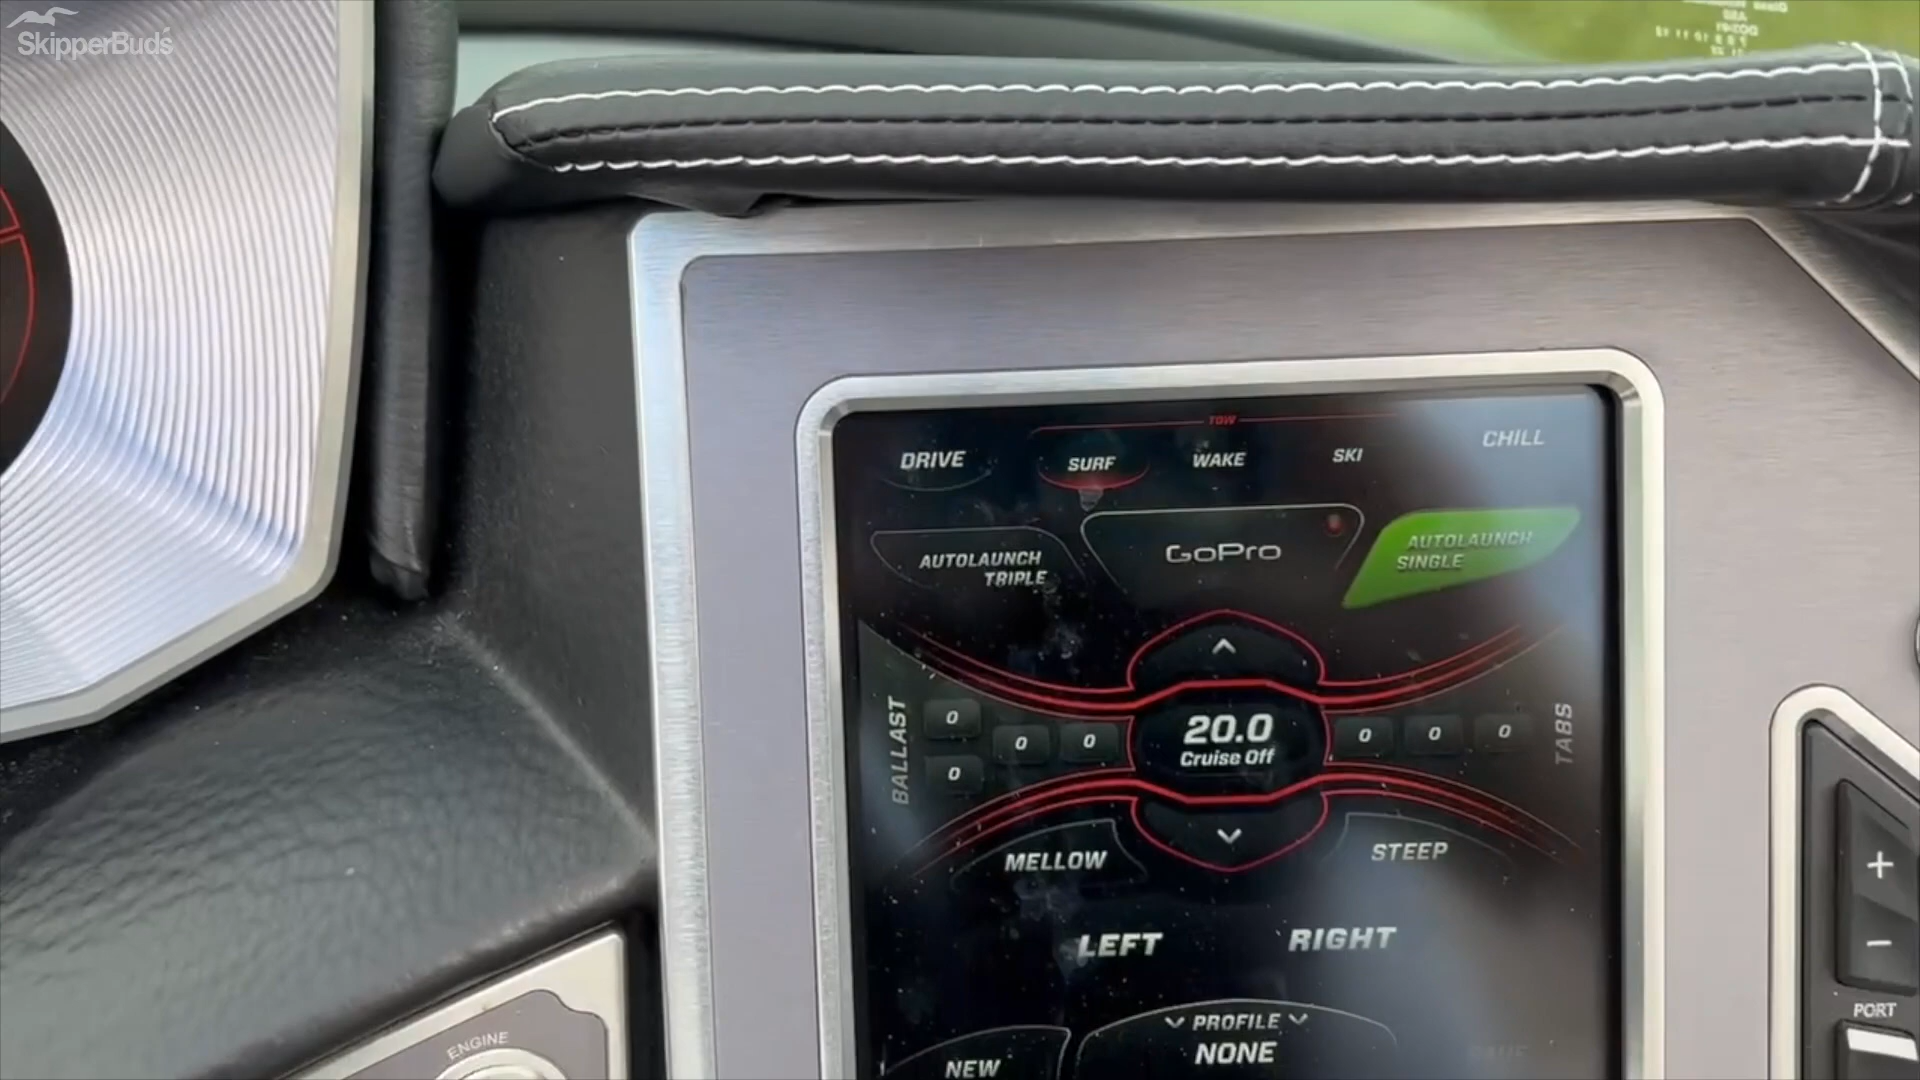 SkipperBud's
TOW
DRIVE
SURF
WAKE
SKI
CHILL
AUTOLAUNCH
TRIPLE
GoPro
AUTOLAUNCH
SINGLE
BALLAST
0
0
0
0
20.0
Cruise Off
0
0
0
TABS
MELLOW
STEEP
LEFT
RIGHT
PROFILE
NONE
NEW
ENGINE
+
-
PORT